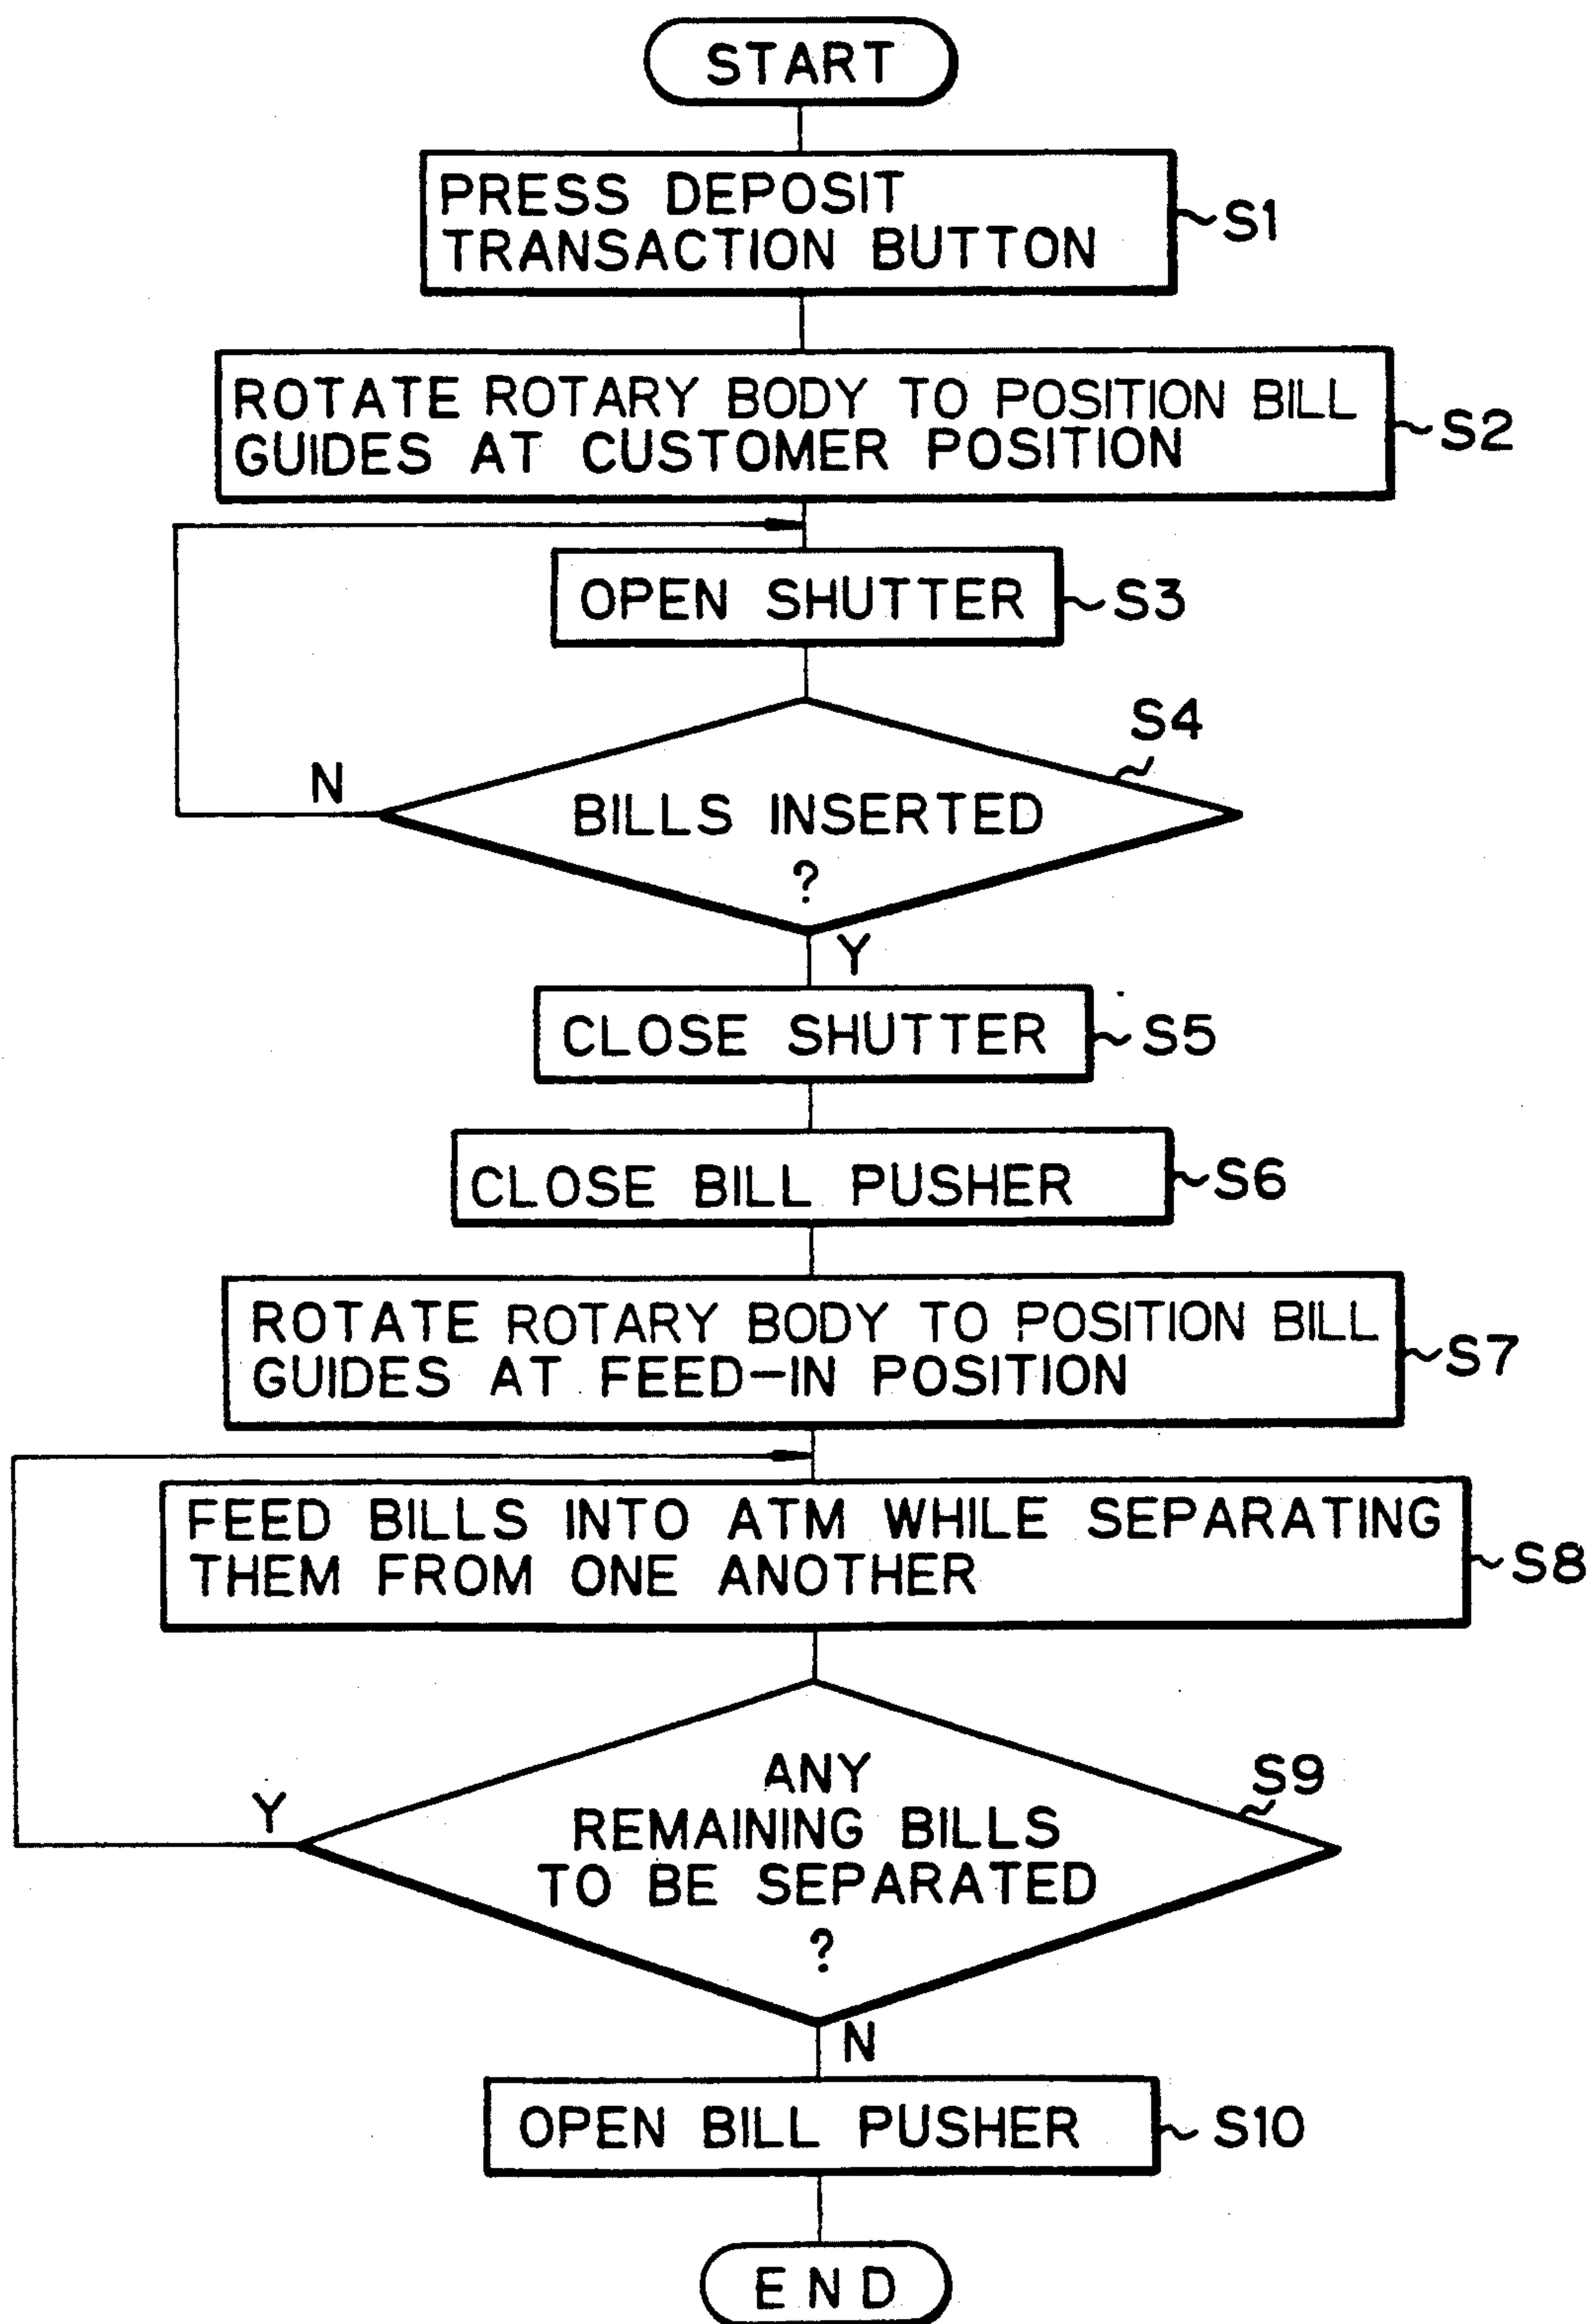 START
PRESS DEPOSIT
TRANSACTION BUTTON
S1
ROTATE ROTARY BODY TO POSITION BILL
GUIDES AT CUSTOMER POSITION
S2
OPEN SHUTTER
S3
S4
N
BILLS INSERTED
?
Y
CLOSE SHUTTER
S5
CLOSE BILL PUSHER
S6
ROTATE ROTARY BODY TO POSITION BILL
GUIDES AT FEED-IN POSITION
S7
FEED BILLS INTO ATM WHILE SEPARATING
THEM FROM ONE ANOTHER
S8
S9
Y
ANY
REMAINING BILLS
TO BE SEPARATED
?
N
OPEN BILL PUSHER
S10
END